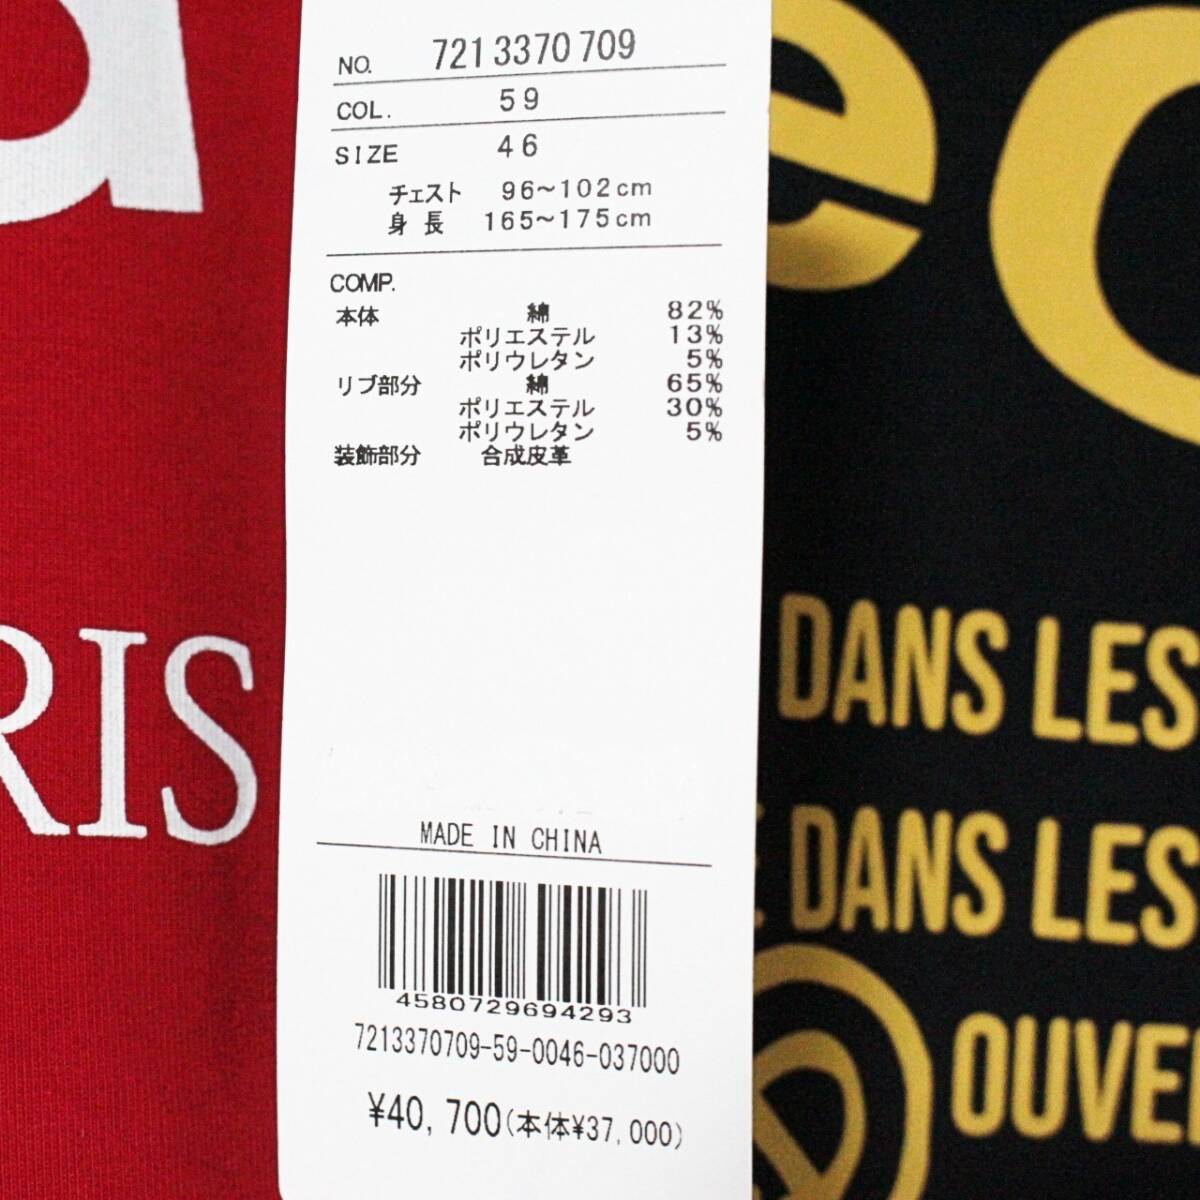 NO. 7213370709
COL. 59
SIZE 46
チェスト 96~102cm
身長 165~175cm
COMP.
本体 綿 82%
ポリエステル 13%
ポリウレタン 5%
リブ部分 綿 65%
ポリエステル 30%
ポリウレタン 5%
装飾部分 合成皮革
MADE IN CHINA
4580729694293
7213370709-59-0046-037000
¥40,700(本体¥37,000)
RIS
DANS LES
DANS LES